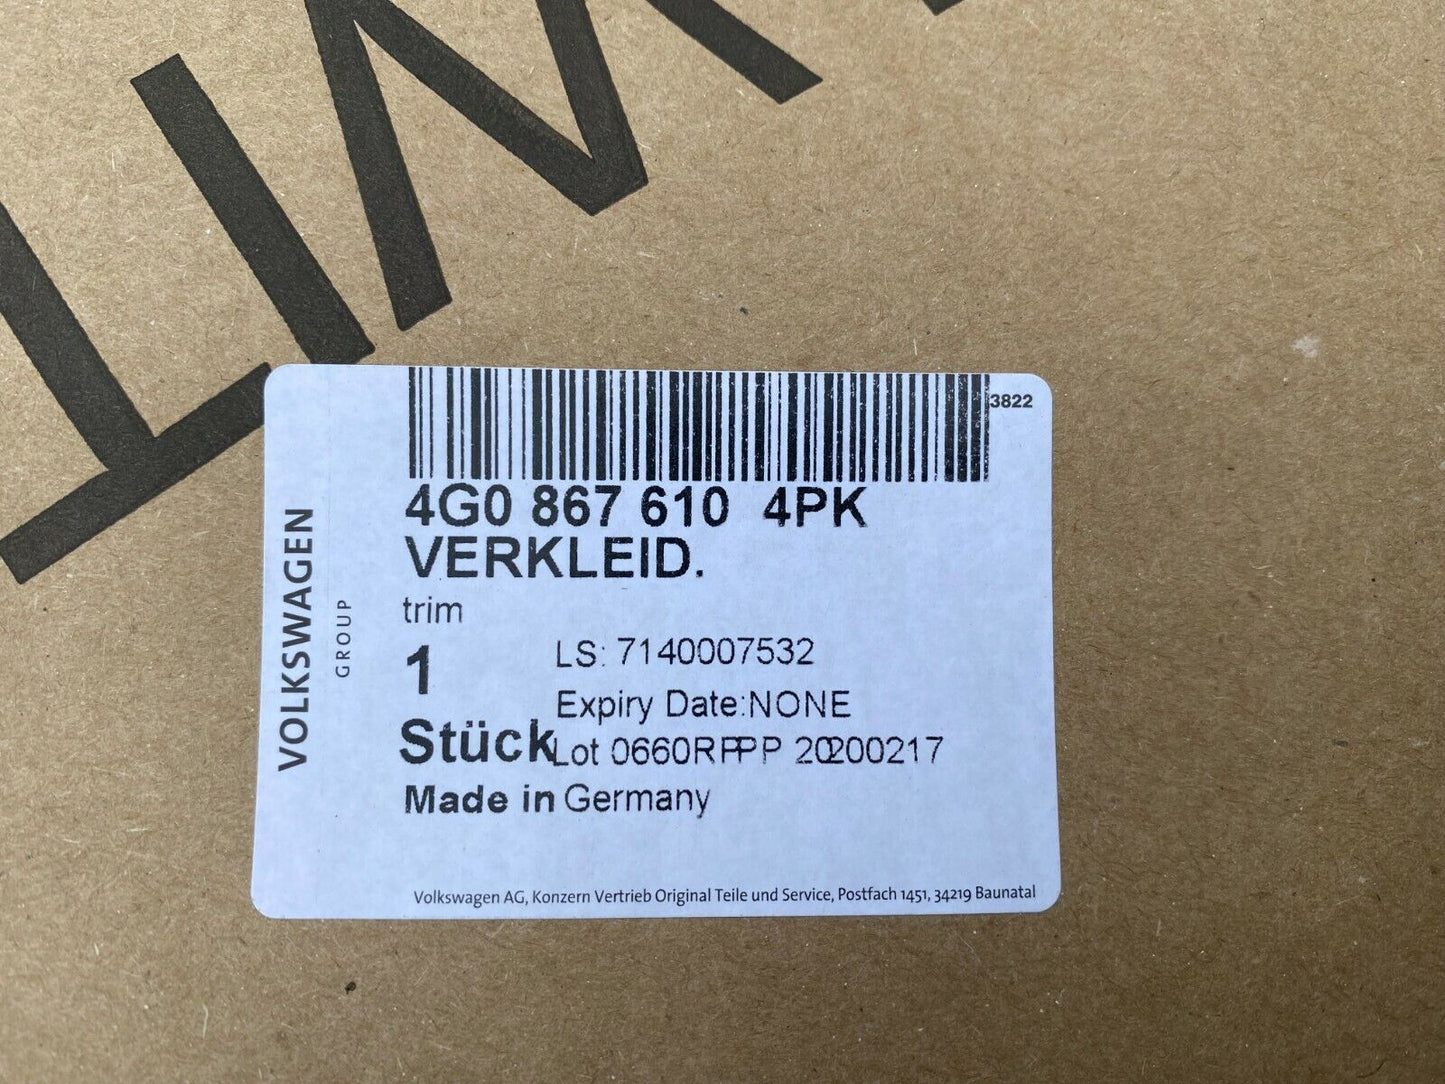 3822
4G0 867 610 4PK
VERKLEID.
trim
1
LS: 7140007532
Expiry Date:NONE
Stück
Lot 0660RPPP 20200217
Made in Germany
VOLKSWAGEN
GROUP
Volkswagen AG, Konzern Vertrieb Original Teile und Service, Postfach 1451, 34219 Baunatal